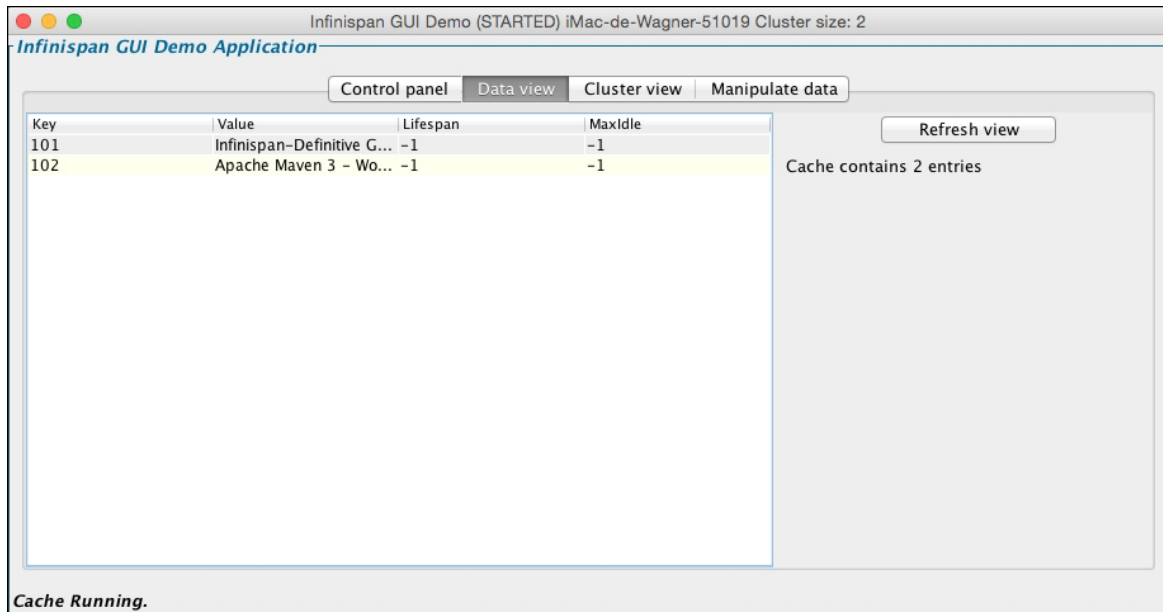 Infinispan GUI Demo (STARTED) iMac-de-Wagner-51019 Cluster size: 2
Infinispan GUI Demo Application
Control panel Data view Cluster view Manipulate data
Key Value Lifespan MaxIdle
101 Infinispan-Definitive G... -1 -1
102 Apache Maven 3 - Wo... -1 -1
Refresh view
Cache contains 2 entries
Cache Running.